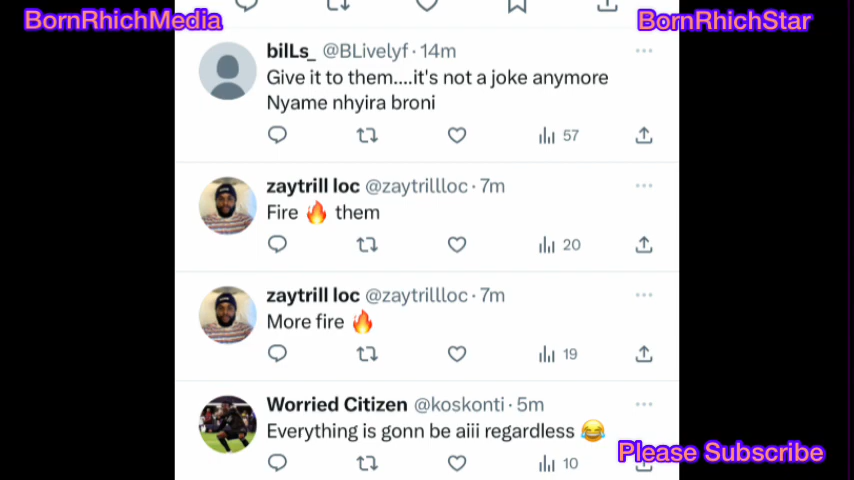 BornRhichMedia
BornRhichStar
bilLs_ @BLivelyf · 14m
Give it to them....it's not a joke anymore
Nyame nhyira broni
57
zaytrill loc @zaytrillloc · 7m
Fire 🔥 them
20
zaytrill loc @zaytrillloc · 7m
More fire 🔥
19
Worried Citizen @koskonti · 5m
Everything is gonn be aiii regardless 😂
10
Please Subscribe